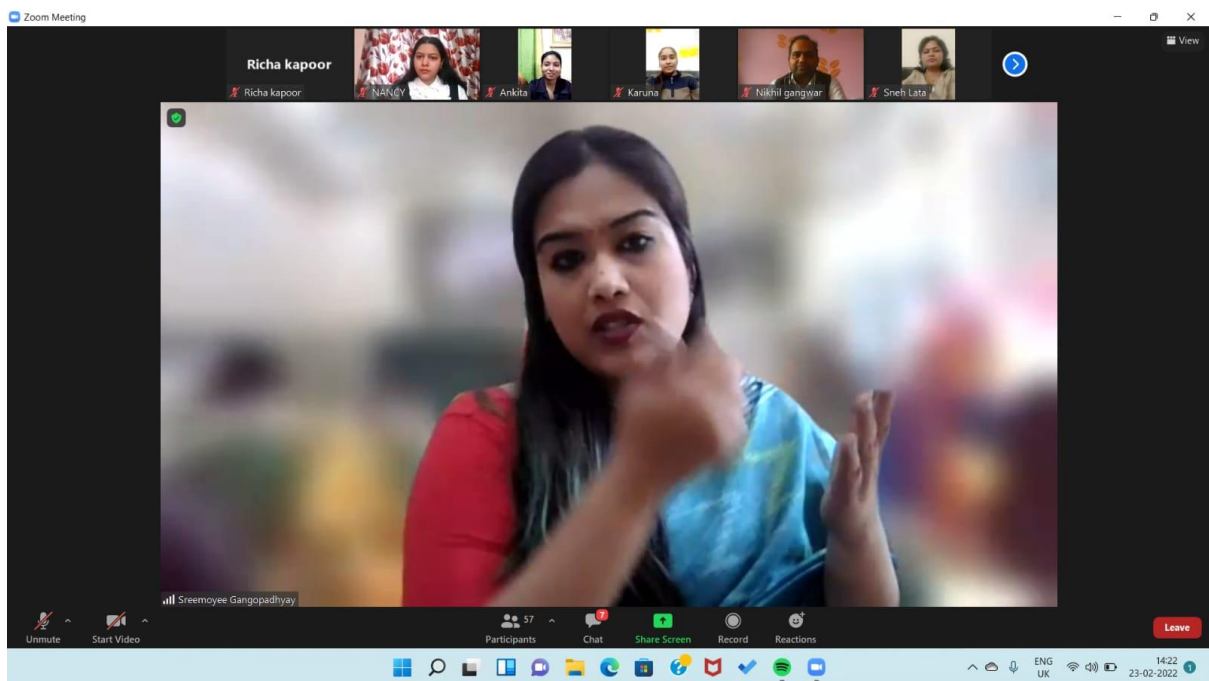 Zoom Meeting
View
Richa kapoor
Richa kapoor
NANCY
Ankita
Karuna
Nikhil gangwar
Sneh Lata
Sreemoyee Gangopadhyay
57
7
Unmute
Start Video
Participants
Chat
Share Screen
Record
Reactions
Leave
ENG
UK
14:22
23-02-2022
1